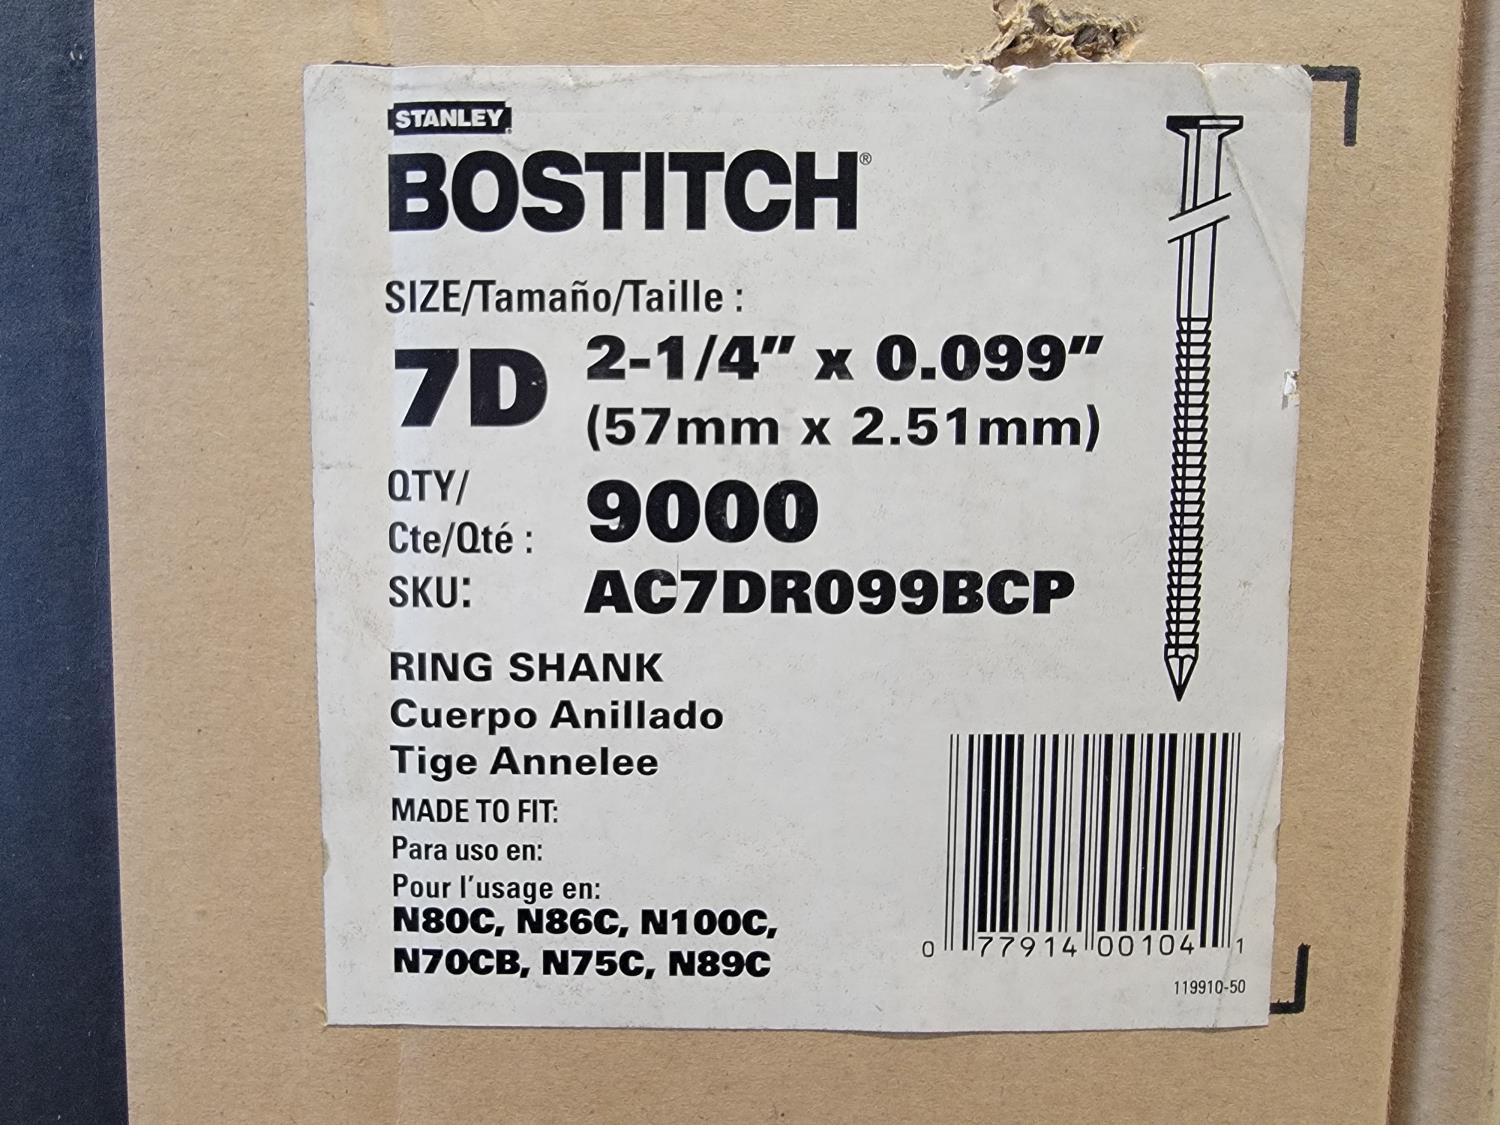 STANLEY
BOSTITCH®
SIZE/Tamaño/Taille :
7D 2-1/4" x 0.099"
(57mm x 2.51mm)
QTY/
Cte/Qté : 9000
SKU: AC7DR099BCP
RING SHANK
Cuerpo Anillado
Tige Annelee
MADE TO FIT:
Para uso en:
Pour l'usage en:
N80C, N86C, N100C,
N70CB, N75C, N89C
0 77914 00104 1
119910-50